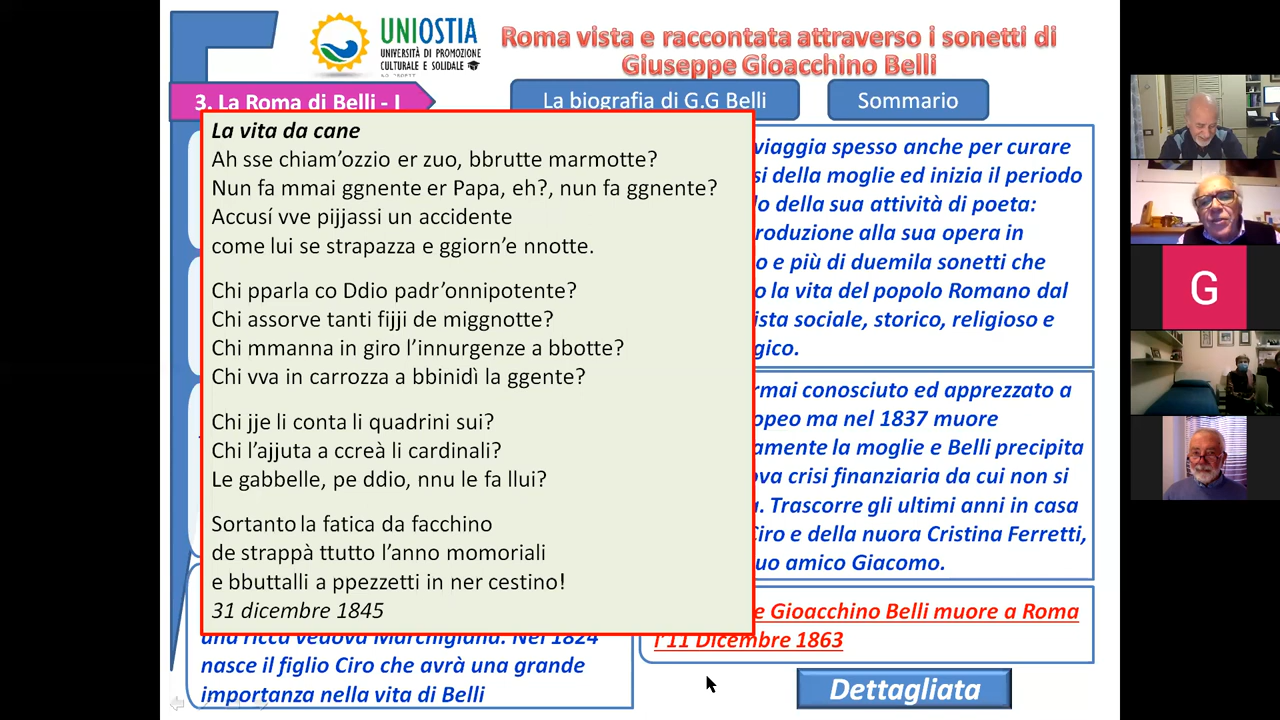 UNIOSTIA
UNIVERSITÀ DI PROMOZIONE
CULTURALE E SOLIDALE
Roma vista e raccontata attraverso i sonetti di
Giuseppe Gioacchino Belli
3. La Roma di Belli - I
La biografia di G.G Belli
Sommario
La vita da cane
Ah sse chiam’ozzio er zuo, bbrutte marmotte?
Nun fa mmai ggnente er Papa, eh?, nun fa ggnente?
Accusí vve pijjassi un accidente
come lui se strapazza e ggiorn’e nnotte.
Chi pparla co Ddio padr’onnipotente?
Chi assorve tanti fijji de miggnotte?
Chi mmanna in giro l’innurgenze a bbotte?
Chi vva in carrozza a bbinidì la ggente?
Chi jje li conta li quadrini sui?
Chi l’ajjuta a ccreà li cardinali?
Le gabbelle, pe ddio, nnu le fa llui?
Sortanto la fatica da facchino
de strappà ttutto l’anno momoriali
e bbuttalli a ppezzetti in ner cestino!
31 dicembre 1845
una ricca vedova Marchigiana. Nel 1824
nasce il figlio Ciro che avrà una grande
importanza nella vita di Belli
viaggia spesso anche per curare
si della moglie ed inizia il periodo
lo della sua attività di poeta:
roduzione alla sua opera in
o e più di duemila sonetti che
o la vita del popolo Romano dal
ista sociale, storico, religioso e
gico.
rmai conosciuto ed apprezzato a
opeo ma nel 1837 muore
amente la moglie e Belli precipita
ova crisi finanziaria da cui non si
. Trascorre gli ultimi anni in casa
Ciro e della nuora Cristina Ferretti,
uo amico Giacomo.
e Gioacchino Belli muore a Roma
l’11 Dicembre 1863
Dettagliata
G